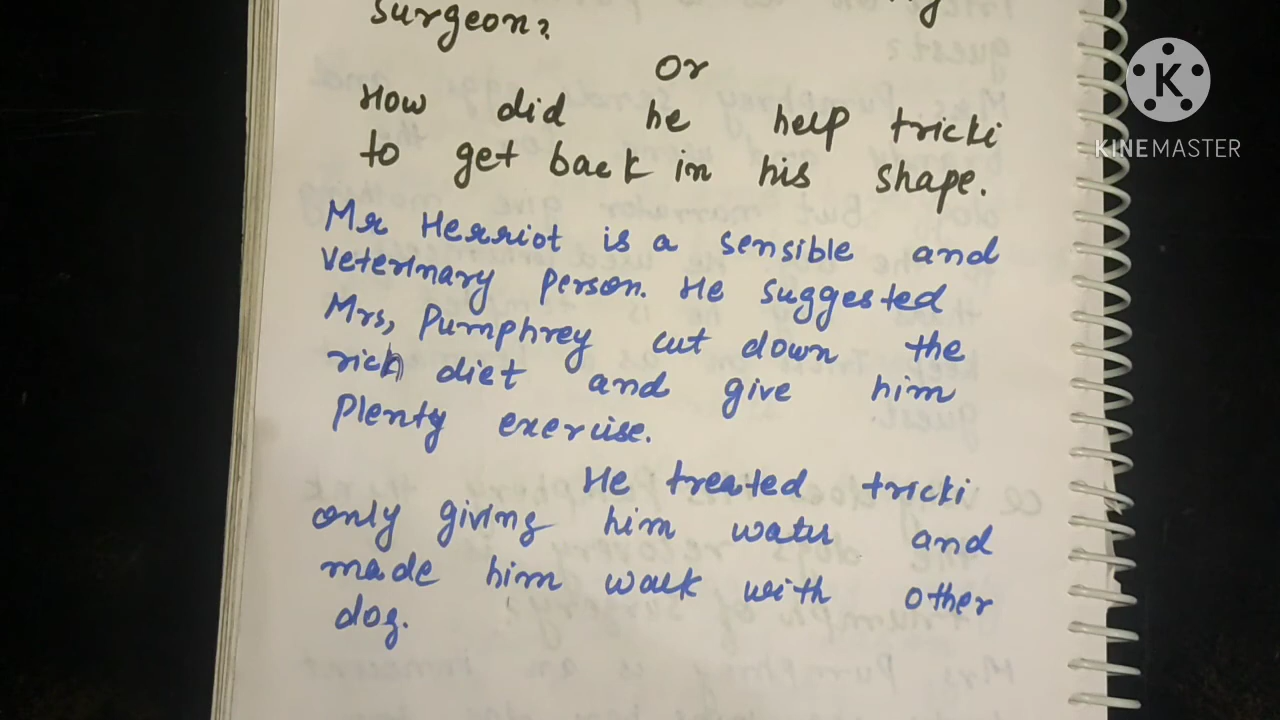 surgeon?
Or
How did he help tricki
to get back in his shape.
Mr Herriot is a sensible and
veterinary person. He suggested
Mrs, Pumphrey cut down the
rich diet and give him
Plenty exercise.
He treated tricki
only giving him water and
made him walk with other
dog.
K
KINEMASTER